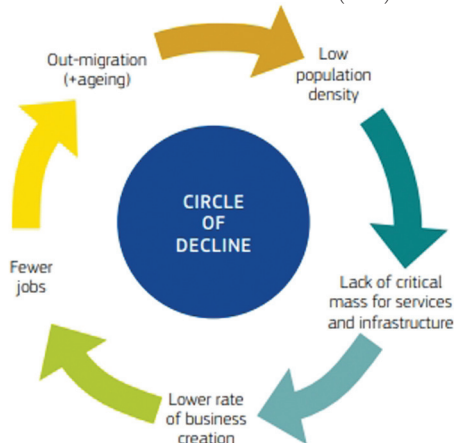 Out-migration
(+ageing)
Low
population
density
CIRCLE
OF
DECLINE
Fewer
jobs
Lack of critical
mass for services
and infrastructure
Lower rate
of business
creation